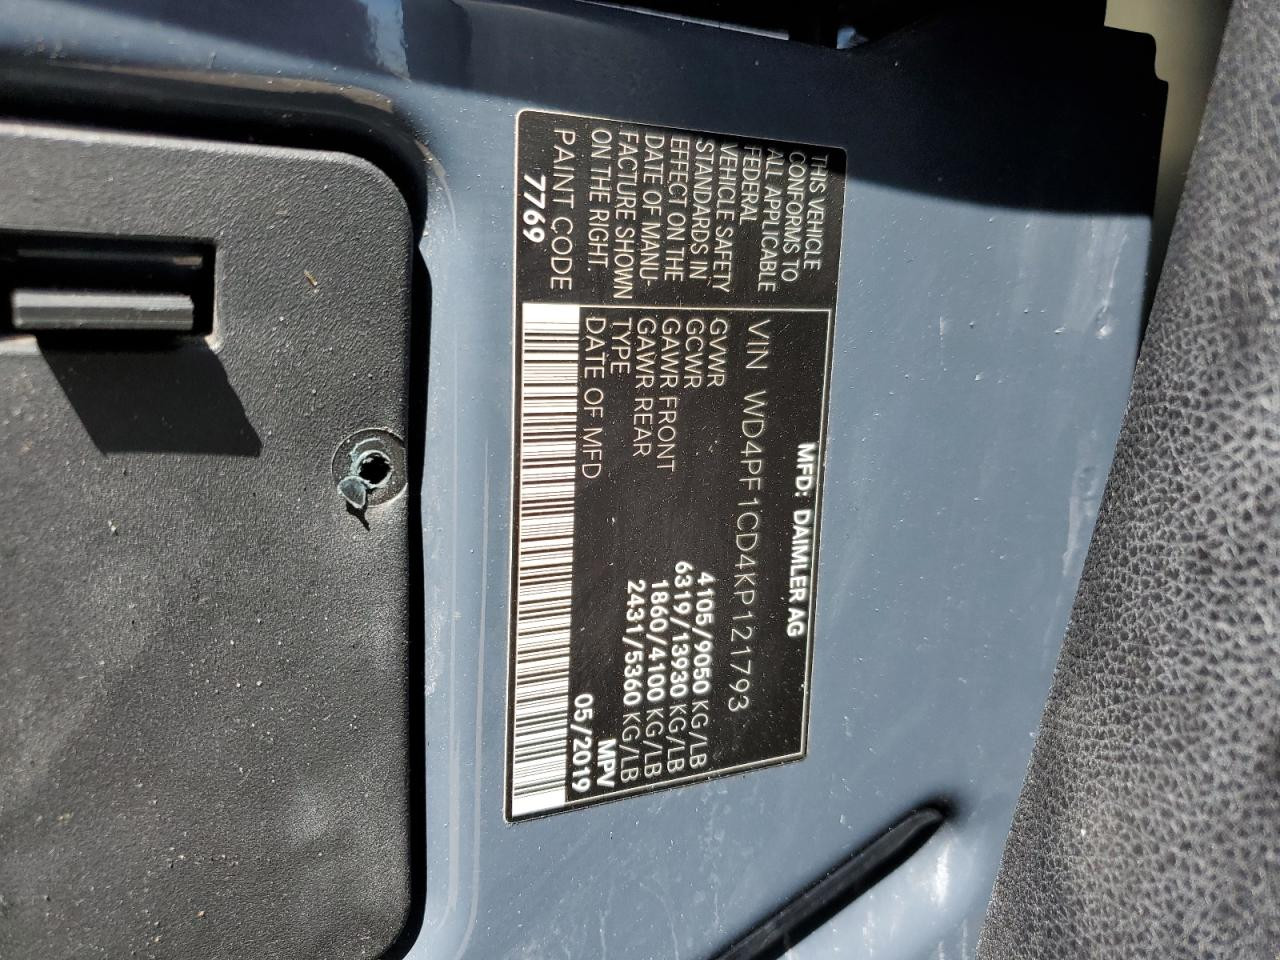 THIS VEHICLE
CONFORMS TO
ALL APPLICABLE
FEDERAL
VEHICLE SAFETY
STANDARDS IN
EFFECT ON THE
DATE OF MANU-
FACTURE SHOWN
ON THE RIGHT.
PAINT CODE
7769
MFD: DAIMLER AG
VIN WD4PF1CD4KP121793
GVWR 4105/9050 KG/LB
GCWR 6319/13930 KG/LB
GAWR FRONT 1860/4100 KG/LB
GAWR REAR 2431/5360 KG/LB
TYPE MPV
DATE OF MFD 05/2019